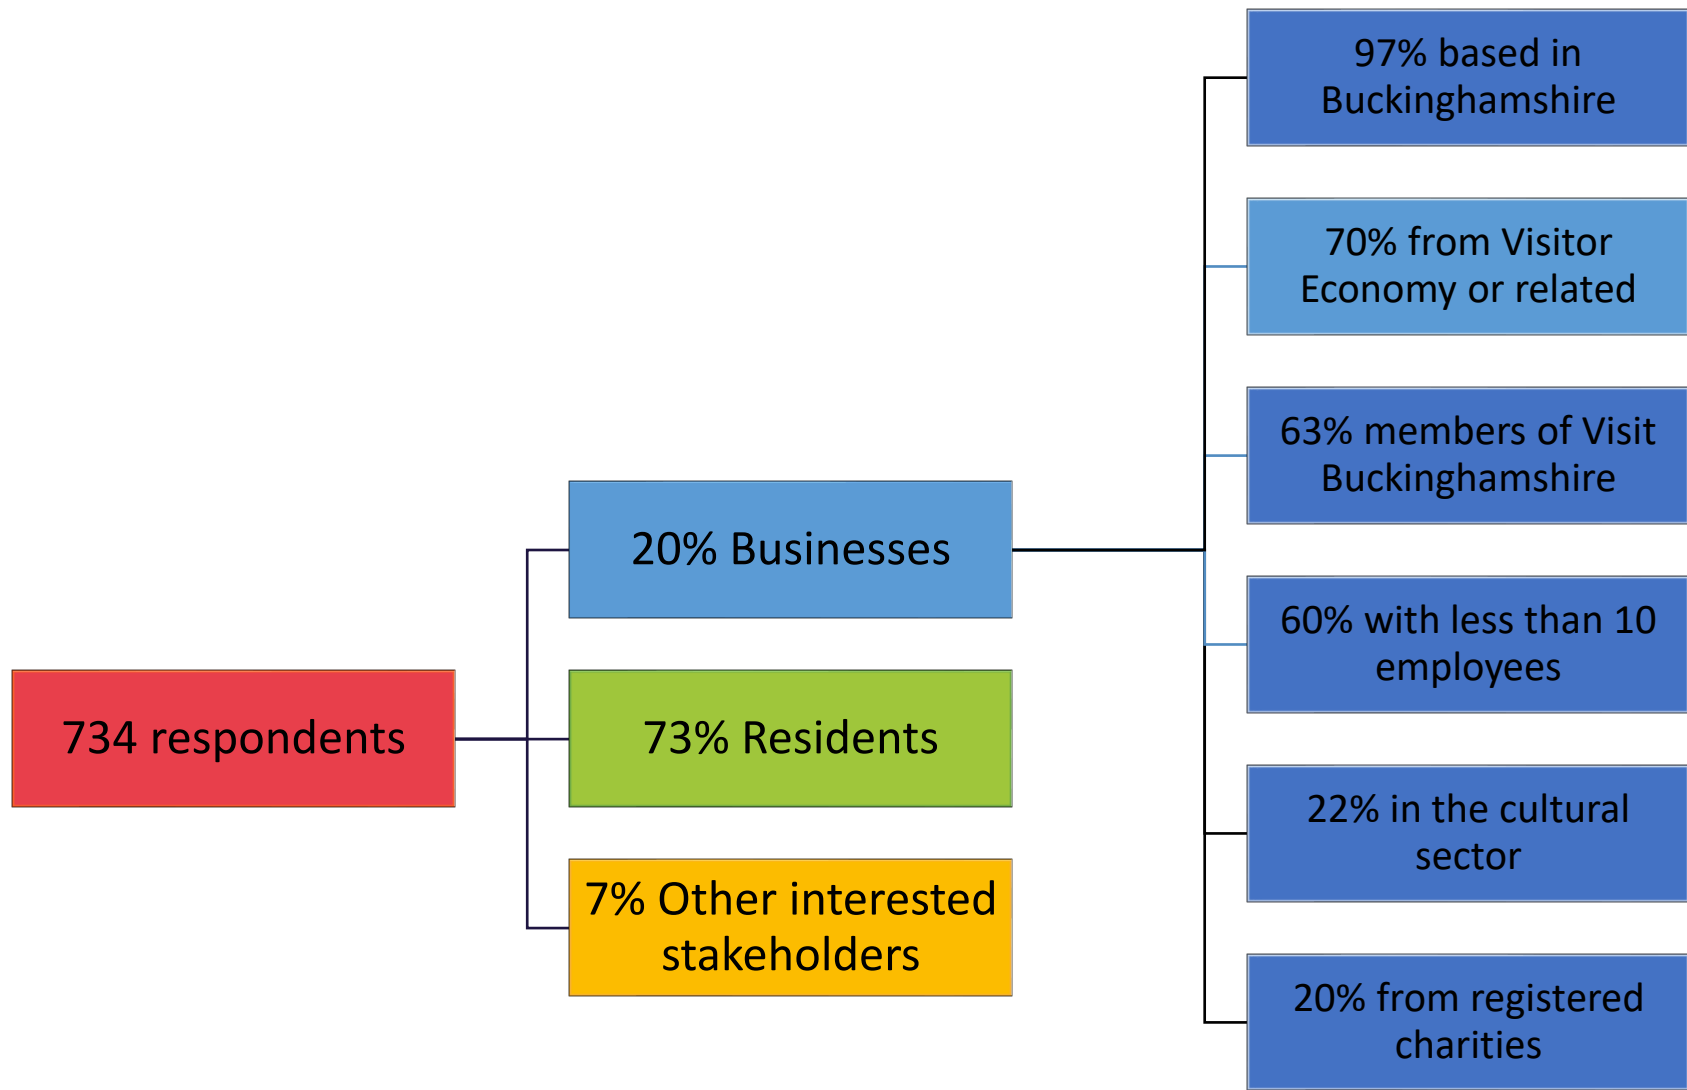 734 respondents
20% Businesses
73% Residents
7% Other interested
stakeholders
97% based in
Buckinghamshire
70% from Visitor
Economy or related
63% members of Visit
Buckinghamshire
60% with less than 10
employees
22% in the cultural
sector
20% from registered
charities